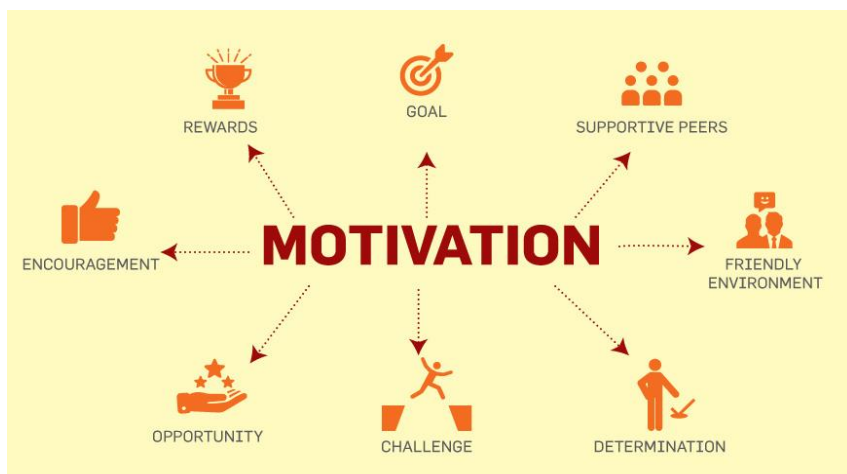 REWARDS
GOAL
SUPPORTIVE PEERS
ENCOURAGEMENT
MOTIVATION
FRIENDLY
ENVIRONMENT
OPPORTUNITY
CHALLENGE
DETERMINATION